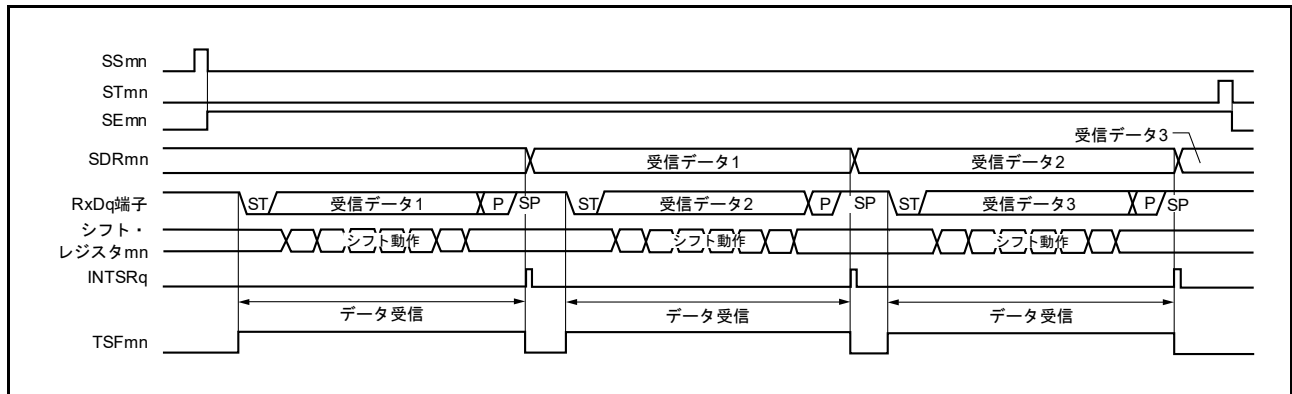 SSmn
STmn
SEmn
受信データ3
SDRmn
受信データ1
受信データ2
RxDq端子
ST
受信データ1
P
SP
ST
受信データ2
P
SP
ST
受信データ3
P
SP
シフト・
レジスタmn
シフト動作
シフト動作
シフト動作
INTSRq
データ受信
データ受信
データ受信
TSFmn